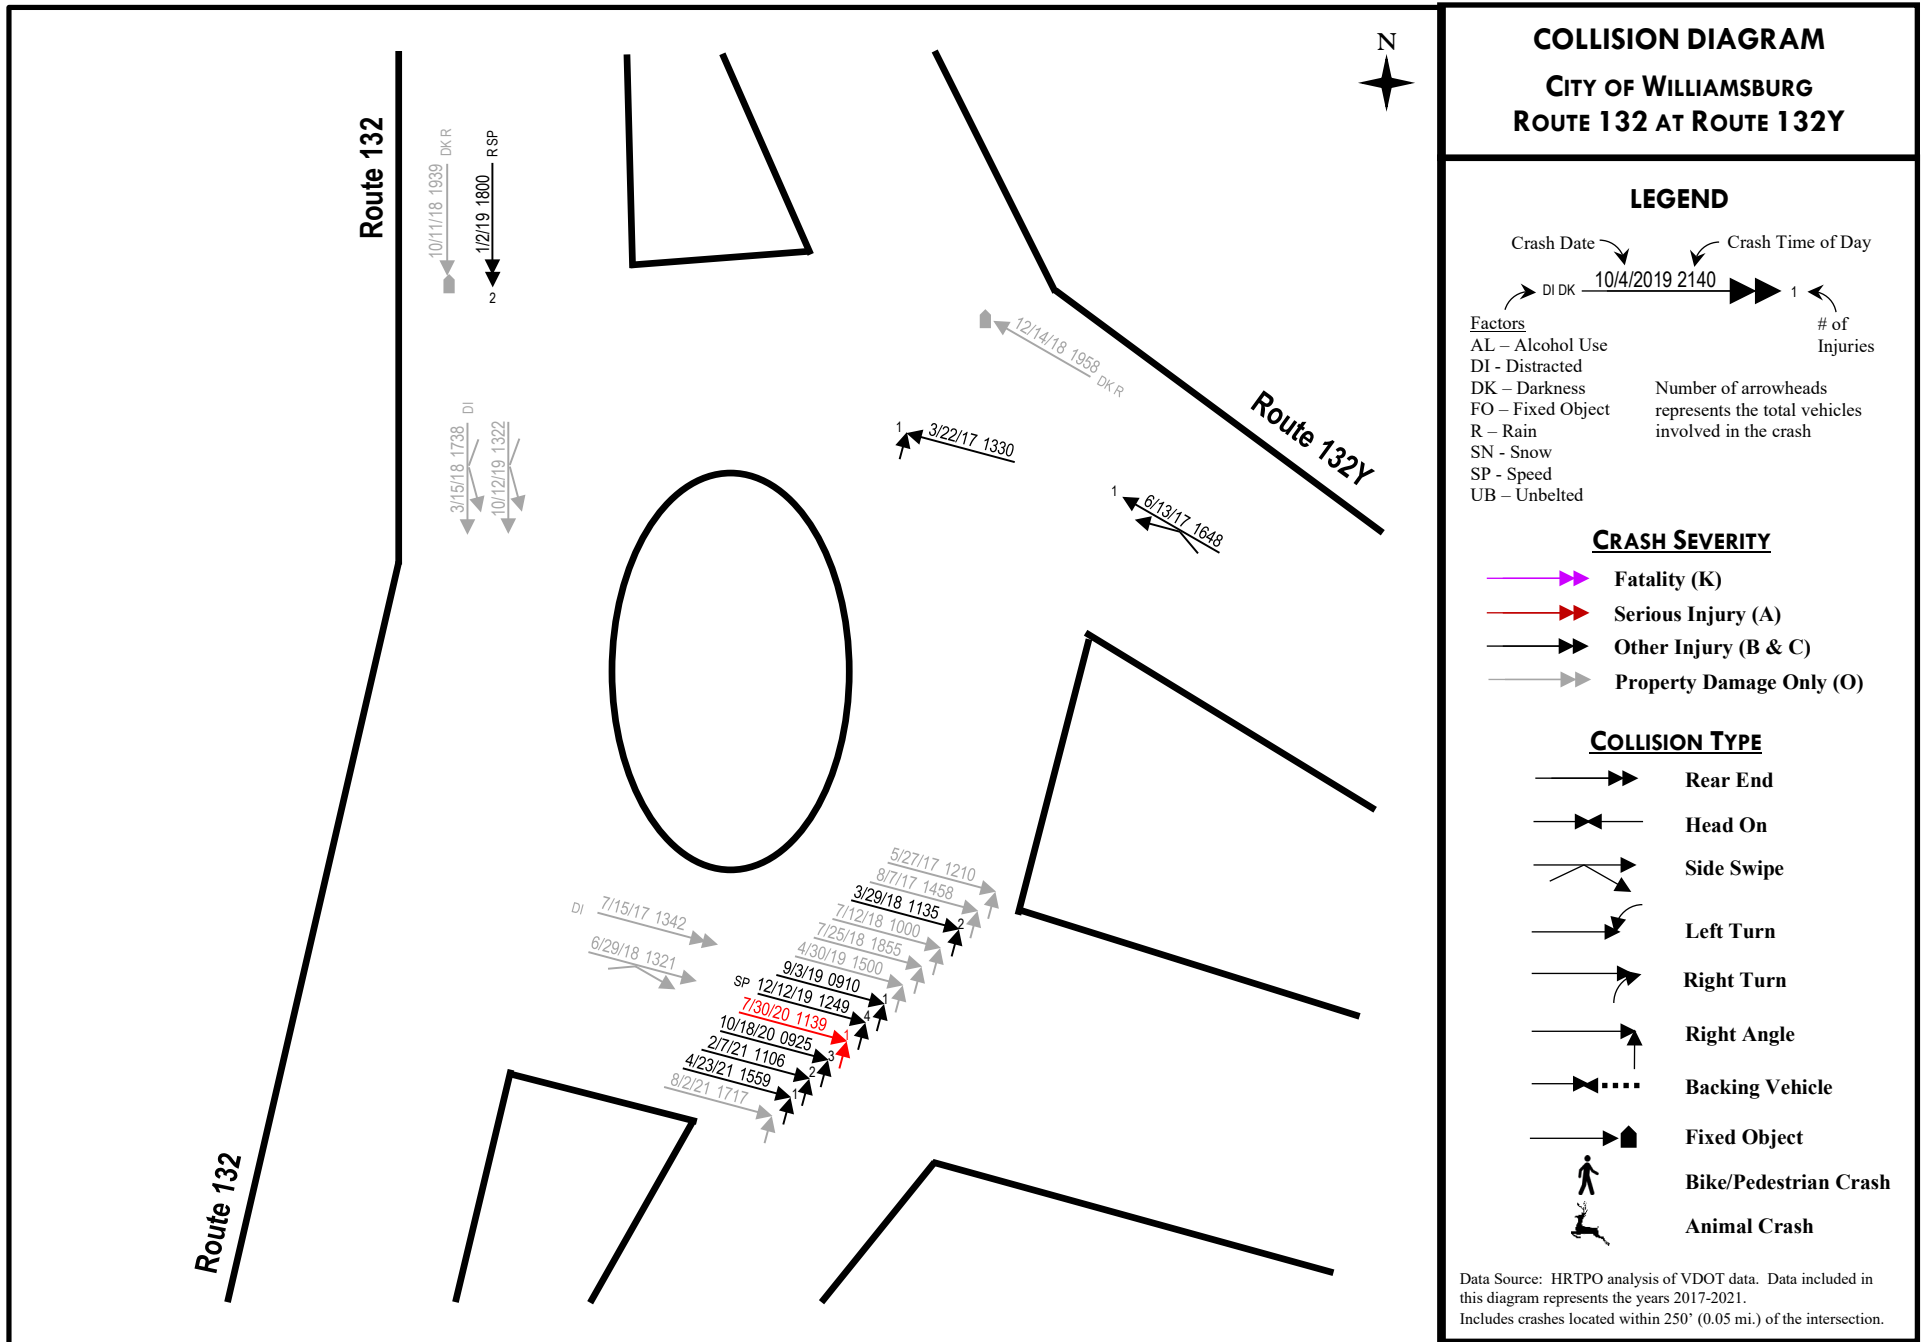 COLLISION DIAGRAM
CITY OF WILLIAMSBURG
ROUTE 132 AT ROUTE 132Y
N
Route 132
10/11/18 1939 DK R
1/2/19 1800 R SP
2
12/14/18 1958 DK R
1 3/22/17 1330
Route 132Y
1 6/13/17 1648
3/15/18 1738 DI
10/12/19 1322
DI 7/15/17 1342
6/29/18 1321
5/27/17 1210
8/7/17 1458
3/29/18 1135 2
7/12/18 1000
7/25/18 1855
4/30/19 1500
9/3/19 0910 1
SP 12/12/19 1249 4
7/30/20 1139 1
10/18/20 0925 3
2/7/21 1106 2
4/23/21 1559 1
8/2/21 1717
Route 132
LEGEND
Crash Date
Crash Time of Day
DI DK 10/4/2019 2140 1
Factors
AL – Alcohol Use
DI - Distracted
DK – Darkness
FO – Fixed Object
R – Rain
SN - Snow
SP - Speed
UB – Unbelted
# of
Injuries
Number of arrowheads
represents the total vehicles
involved in the crash
CRASH SEVERITY
Fatality (K)
Serious Injury (A)
Other Injury (B & C)
Property Damage Only (O)
COLLISION TYPE
Rear End
Head On
Side Swipe
Left Turn
Right Turn
Right Angle
Backing Vehicle
Fixed Object
Bike/Pedestrian Crash
Animal Crash
Data Source: HRTPO analysis of VDOT data. Data included in
this diagram represents the years 2017-2021.
Includes crashes located within 250' (0.05 mi.) of the intersection.